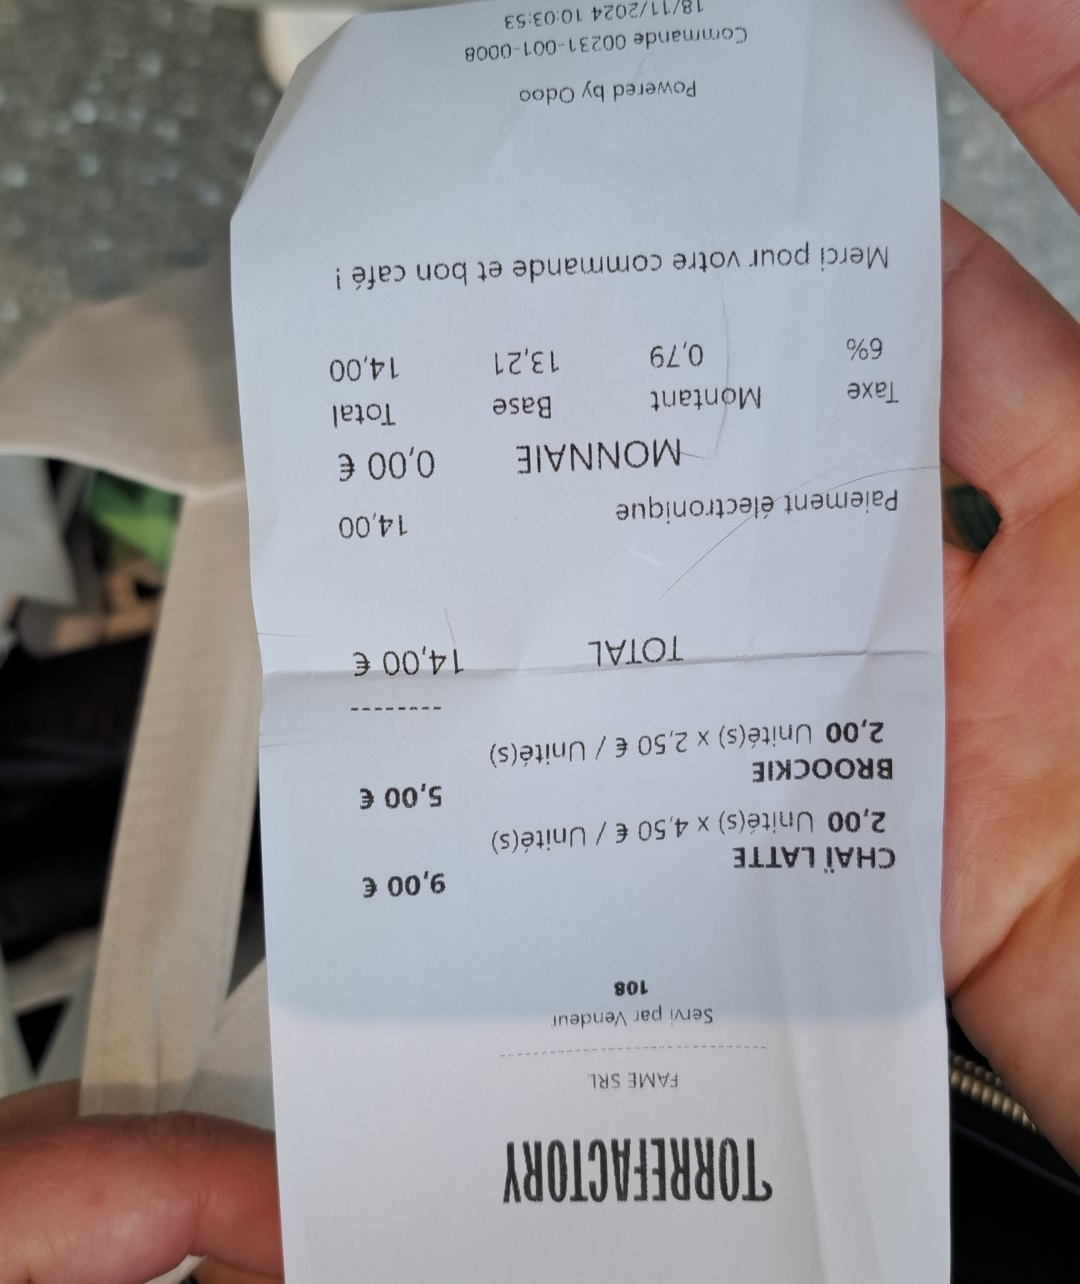 TORREFACTORY
FAME SRL
--------------------------------
Servi par Vendeur
108
CHAÏ LATTE
2,00 Unité(s) x 4,50 € / Unité(s)
9,00 €
BROOCKIE
2,00 Unité(s) x 2,50 € / Unité(s)
5,00 €
--------
TOTAL 14,00 €
Paiement électronique 14,00
MONNAIE 0,00 €
Taxe Montant Base Total
6% 0,79 13,21 14,00
Merci pour votre commande et bon café !
Powered by Odoo
Commande 00231-001-0008
18/11/2024 10:03:53